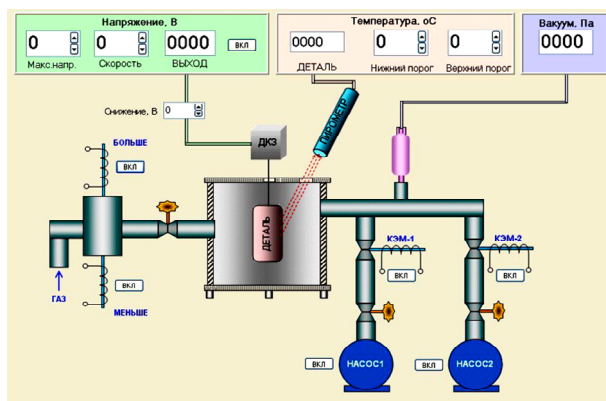 Напряжение, В
0
0
0000
вкл
Макс.напр.
Скорость
ВЫХОД
Температура, оС
0000
0
0
ДЕТАЛЬ
Нижний порог
Верхний порог
Вакуум, Па
0000
Снижение, В
0
БОЛЬШЕ
вкл
ДКЗ
ПИРОМЕТР
ДЕТАЛЬ
КЭМ-1
вкл
КЭМ-2
вкл
вкл
ГАЗ
МЕНЬШЕ
вкл
НАСОС1
вкл
НАСОС2